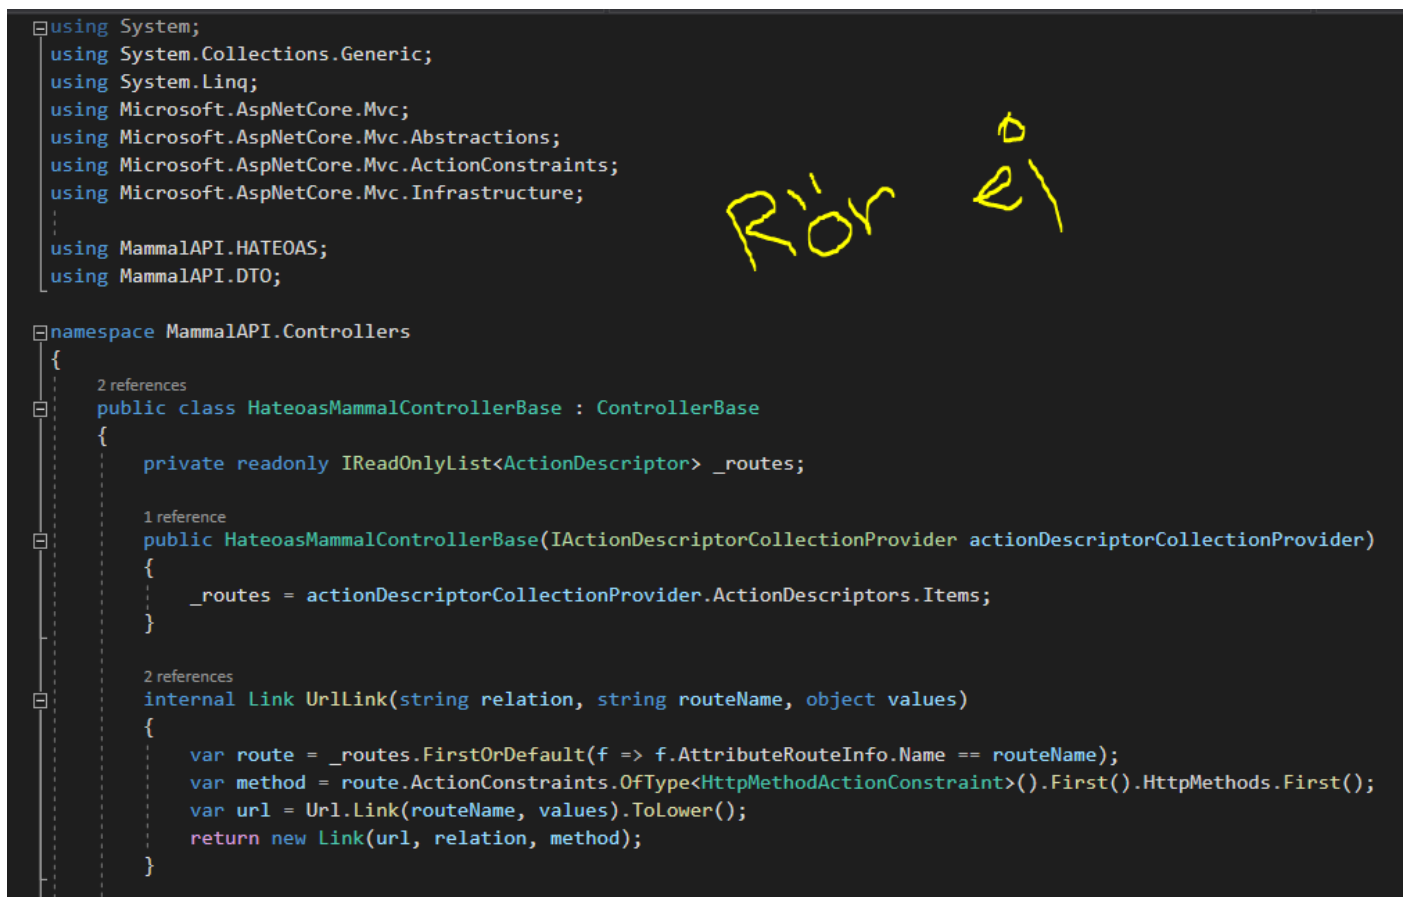 using System;
using System.Collections.Generic;
using System.Linq;
using Microsoft.AspNetCore.Mvc;
using Microsoft.AspNetCore.Mvc.Abstractions;
using Microsoft.AspNetCore.Mvc.ActionConstraints;
using Microsoft.AspNetCore.Mvc.Infrastructure;
Rör ej
using MammalAPI.HATEOAS;
using MammalAPI.DTO;
namespace MammalAPI.Controllers
{
2 references
public class HateoasMammalControllerBase : ControllerBase
{
private readonly IReadOnlyList<ActionDescriptor> _routes;
1 reference
public HateoasMammalControllerBase(IActionDescriptorCollectionProvider actionDescriptorCollectionProvider)
{
_routes = actionDescriptorCollectionProvider.ActionDescriptors.Items;
}
2 references
internal Link UrlLink(string relation, string routeName, object values)
{
var route = _routes.FirstOrDefault(f => f.AttributeRouteInfo.Name == routeName);
var method = route.ActionConstraints.OfType<HttpMethodActionConstraint>().First().HttpMethods.First();
var url = Url.Link(routeName, values).ToLower();
return new Link(url, relation, method);
}